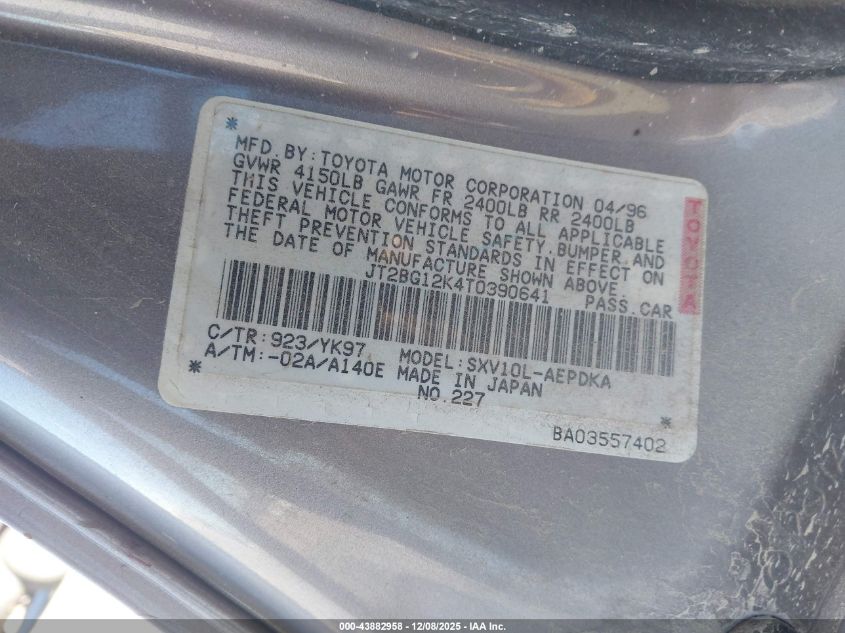 *
MFD. BY: TOYOTA MOTOR CORPORATION 04/96
GVWR 4150LB GAWR FR 2400LB RR 2400LB
THIS VEHICLE CONFORMS TO ALL APPLICABLE
FEDERAL MOTOR VEHICLE SAFETY, BUMPER, AND
THEFT PREVENTION STANDARDS IN EFFECT ON
THE DATE OF MANUFACTURE SHOWN ABOVE.
JT2BG12K4T0390641 PASS. CAR
TOYOTA
C/TR: 923/YK97 MODEL: SXV10L-AEPDKA
A/TM: -02A/A140E MADE IN JAPAN
* NO. 227 *
BA03557402
000-43882958 - 12/08/2025 - IAA Inc.